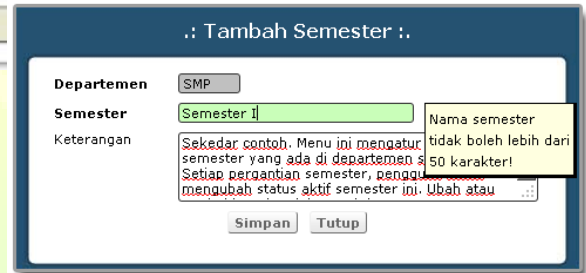 .: Tambah Semester :.
Departemen SMP
Semester Semester I
Nama semester
tidak boleh lebih dari
50 karakter!
Keterangan
Sekedar contoh. Menu ini mengatur
semester yang ada di departemen
Setiap pergantian semester,
mengubah status aktif semester ini. Ubah atau
Simpan Tutup